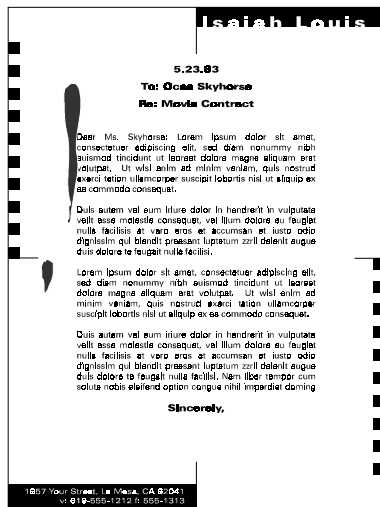 Isaiah Louis
5.23.93
To: Ocea Skyhorse
Re: Movie Contract
Dear Ms. Skyhorse: Lorem ipsum dolor sit amet,
consectetuer adipiscing elit, sed diam nonummy nibh
euismod tincidunt ut laoreet dolore magna aliquam erat
volutpat. Ut wisi enim ad minim veniam, quis nostrud
exerci tation ullamcorper suscipit lobortis nisl ut aliquip ex
ea commodo consequat.
Duis autem vel eum iriure dolor in hendrerit in vulputate
velit esse molestie consequat, vel illum dolore eu feugiat
nulla facilisis at vero eros et accumsan et iusto odio
dignissim qui blandit praesent luptatum zzril delenit augue
duis dolore te feugait nulla facilisi.
Lorem ipsum dolor sit amet, consectetuer adipiscing elit,
sed diam nonummy nibh euismod tincidunt ut laoreet
dolore magna aliquam erat volutpat. Ut wisi enim ad
minim veniam, quis nostrud exerci tation ullamcorper
suscipit lobortis nisl ut aliquip ex ea commodo consequat.
Duis autem vel eum iriure dolor in hendrerit in vulputate
velit esse molestie consequat, vel illum dolore eu feugiat
nulla facilisis at vero eros et accumsan et iusto odio
dignissim qui blandit praesent luptatum zzril delenit augue
duis dolore te feugait nulla facilisi. Nam liber tempor cum
soluta nobis eleifend option congue nihil imperdiet doming
Sincerely,
1957 Your Street, La Mesa, CA 92041
v: 619-555-1212 f: 555-1313